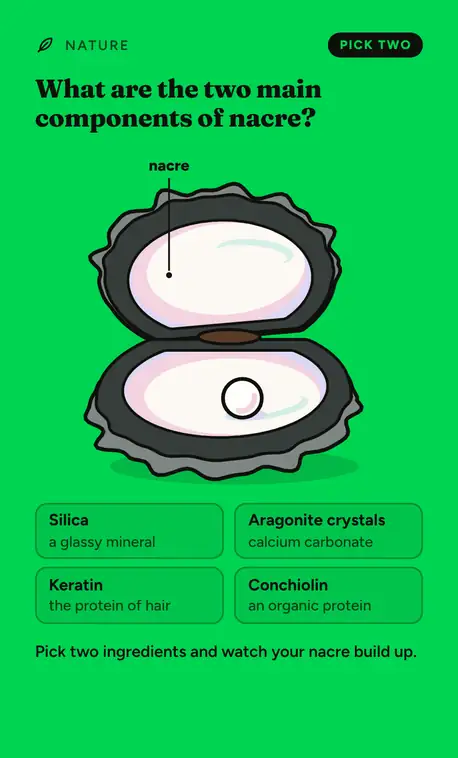 NATURE
PICK TWO
What are the two main
components of nacre?
nacre
Silica
a glassy mineral
Aragonite crystals
calcium carbonate
Keratin
the protein of hair
Conchiolin
an organic protein
Pick two ingredients and watch your nacre build up.